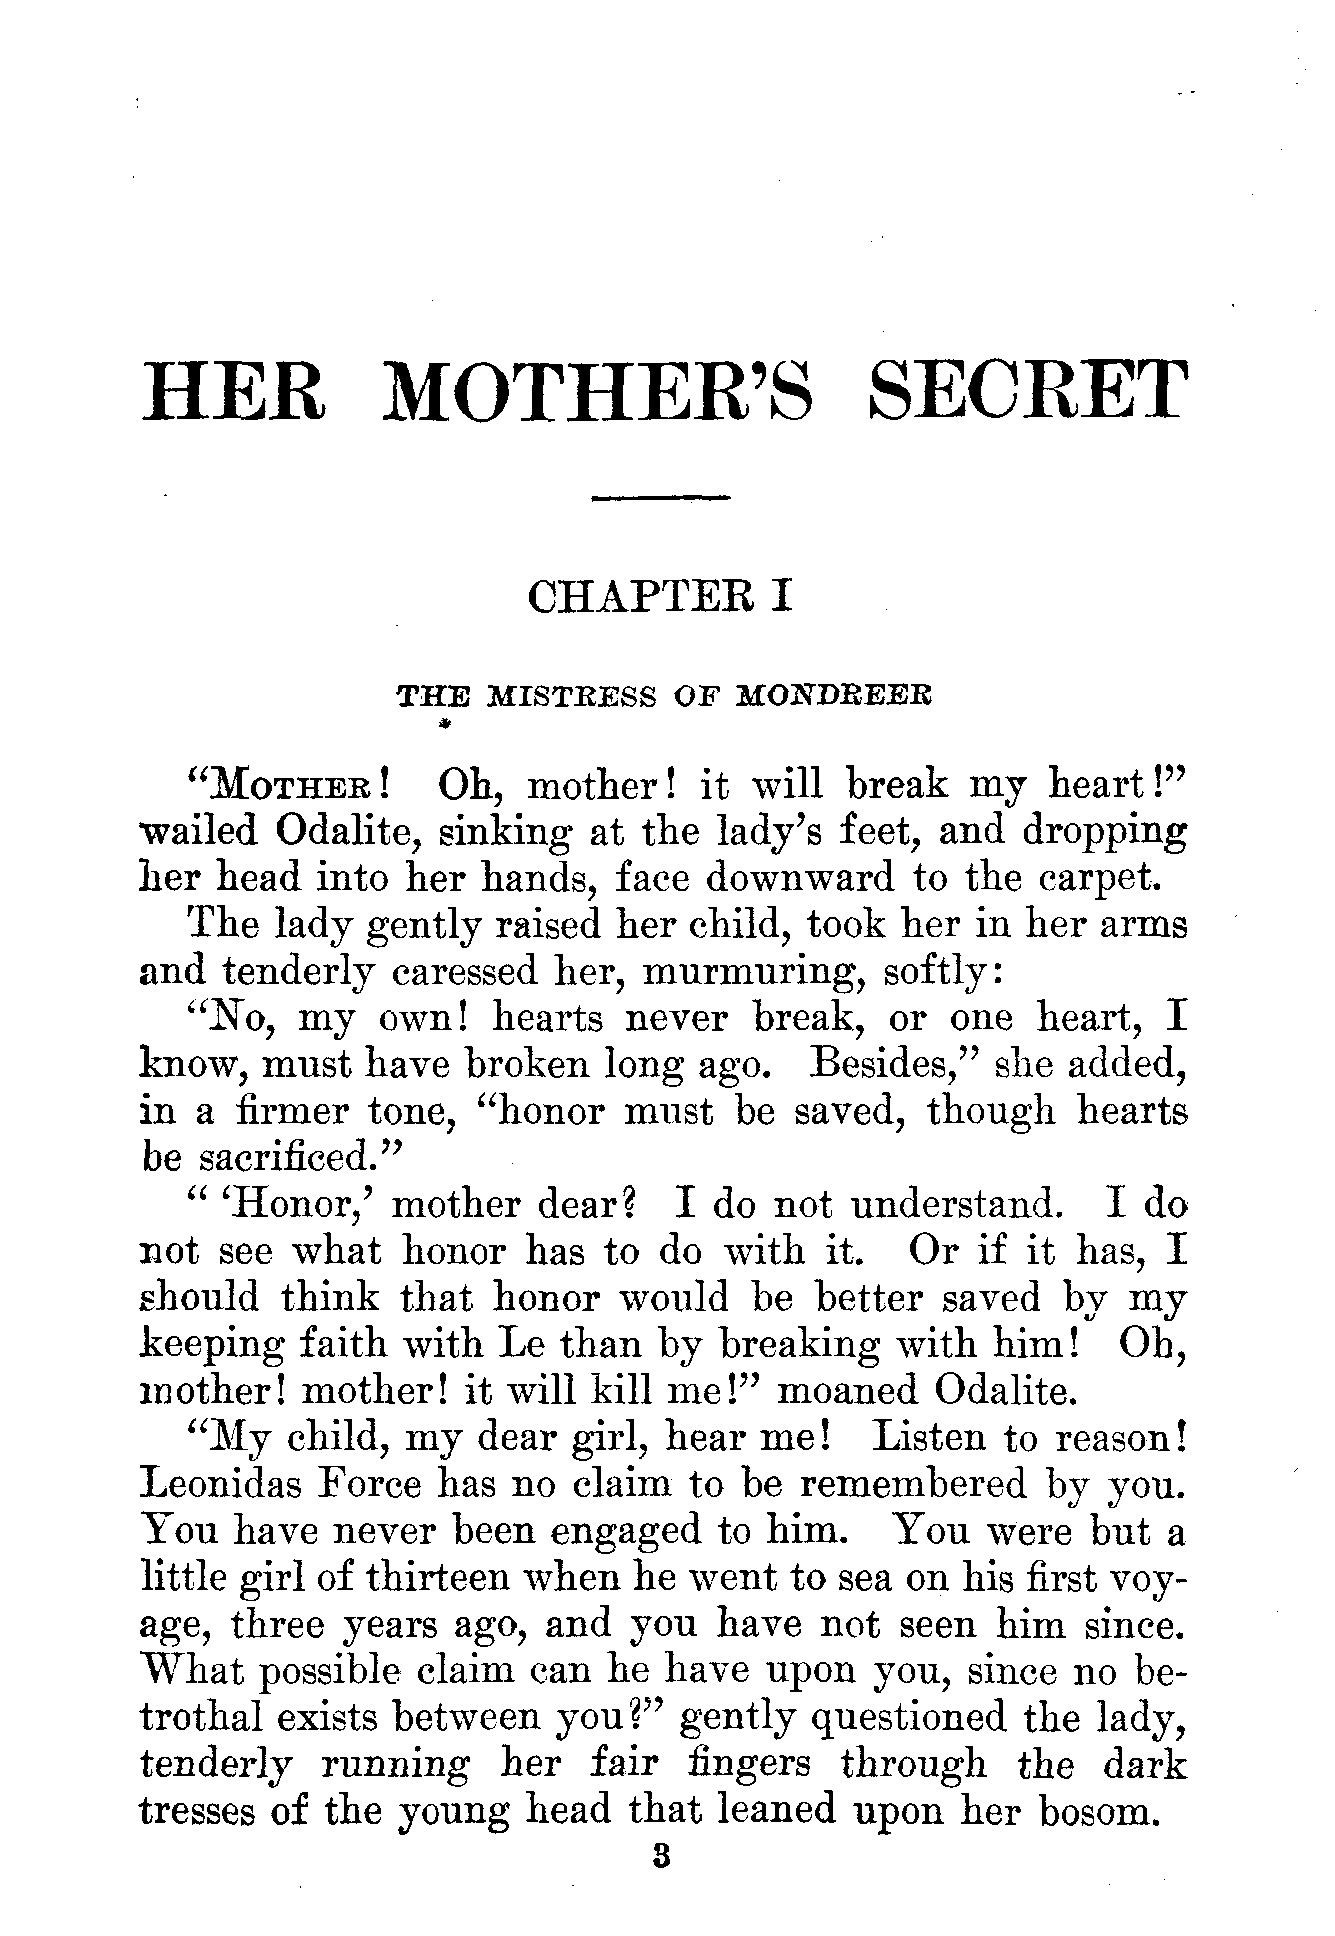 HER MOTHER'S SECRET
CHAPTER I
THE MISTRESS OF MONDREER
"MOTHER! Oh, mother! it will break my heart!"
wailed Odalite, sinking at the lady's feet, and dropping
her head into her hands, face downward to the carpet.
The lady gently raised her child, took her in her arms
and tenderly caressed her, murmuring, softly:
"No, my own! hearts never break, or one heart, I
know, must have broken long ago. Besides," she added,
in a firmer tone, "honor must be saved, though hearts
be sacrificed."
" 'Honor,' mother dear? I do not understand. I do
not see what honor has to do with it. Or if it has, I
should think that honor would be better saved by my
keeping faith with Le than by breaking with him! Oh,
mother! mother! it will kill me!" moaned Odalite.
"My child, my dear girl, hear me! Listen to reason!
Leonidas Force has no claim to be remembered by you.
You have never been engaged to him. You were but a
little girl of thirteen when he went to sea on his first voy-
age, three years ago, and you have not seen him since.
What possible claim can he have upon you, since no be-
trothal exists between you?" gently questioned the lady,
tenderly running her fair fingers through the dark
tresses of the young head that leaned upon her bosom.
3